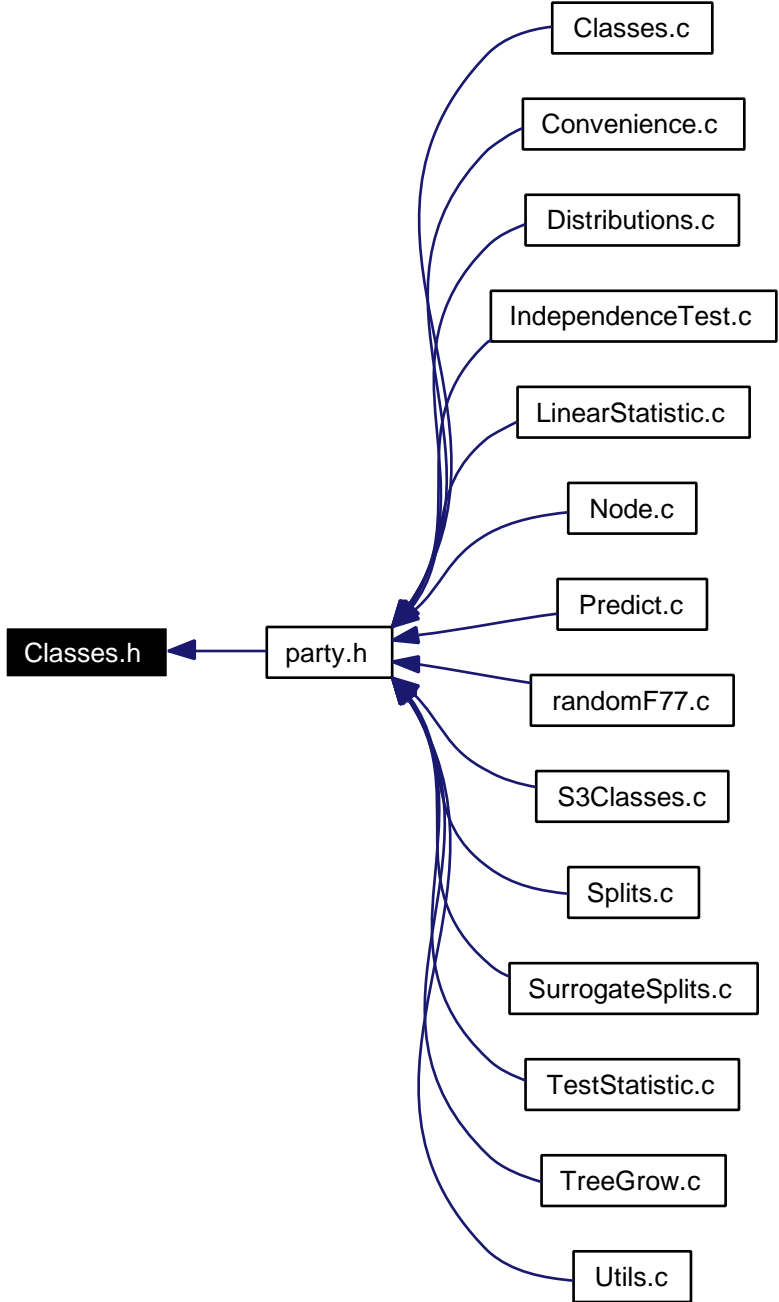 Classes.c
Convenience.c
Distributions.c
IndependenceTest.c
LinearStatistic.c
Node.c
Predict.c
Classes.h
party.h
randomF77.c
S3Classes.c
Splits.c
SurrogateSplits.c
TestStatistic.c
TreeGrow.c
Utils.c